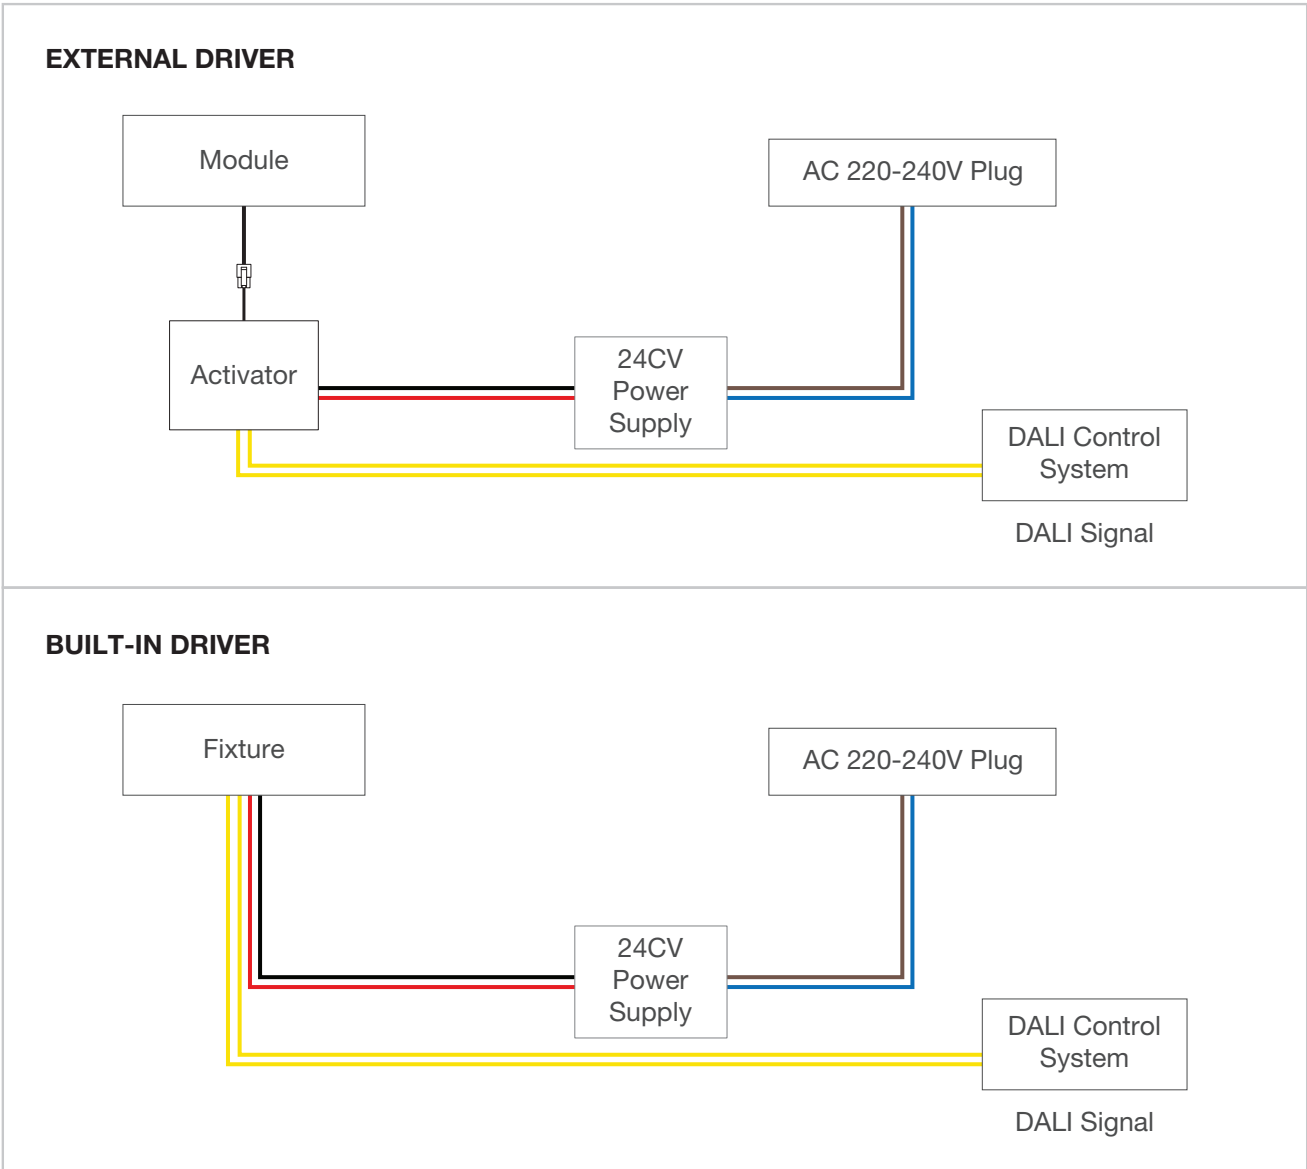 EXTERNAL DRIVER
Module
AC 220-240V Plug
Activator
24CV
Power
Supply
DALI Control
System
DALI Signal
BUILT-IN DRIVER
Fixture
AC 220-240V Plug
24CV
Power
Supply
DALI Control
System
DALI Signal